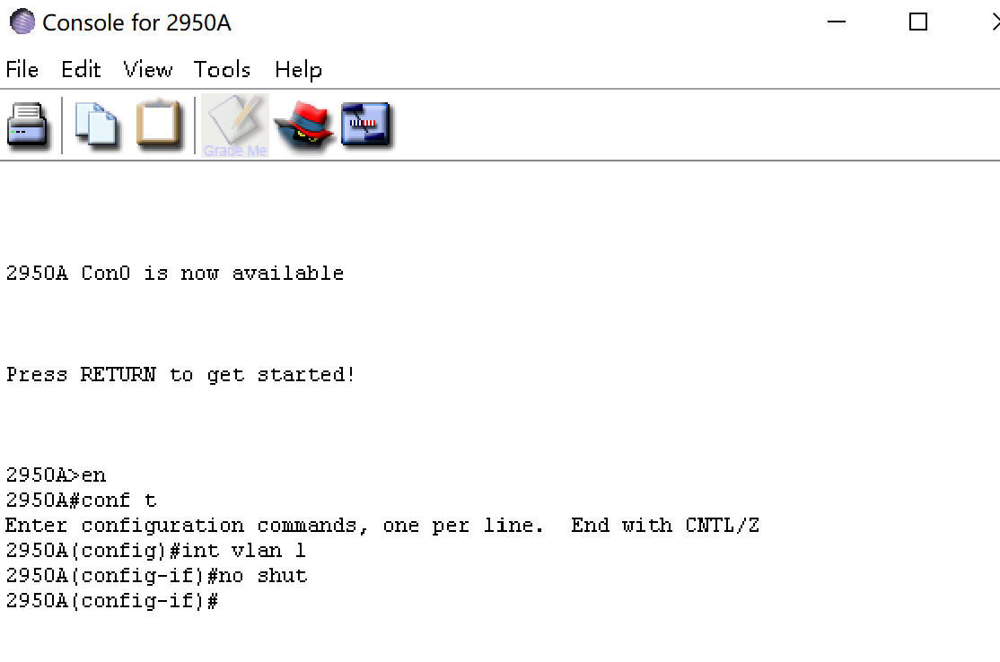 Console for 2950A
File Edit View Tools Help
Grade Me
2950A Con0 is now available
Press RETURN to get started!
2950A>en
2950A#conf t
Enter configuration commands, one per line.  End with CNTL/Z
2950A(config)#int vlan 1
2950A(config-if)#no shut
2950A(config-if)#